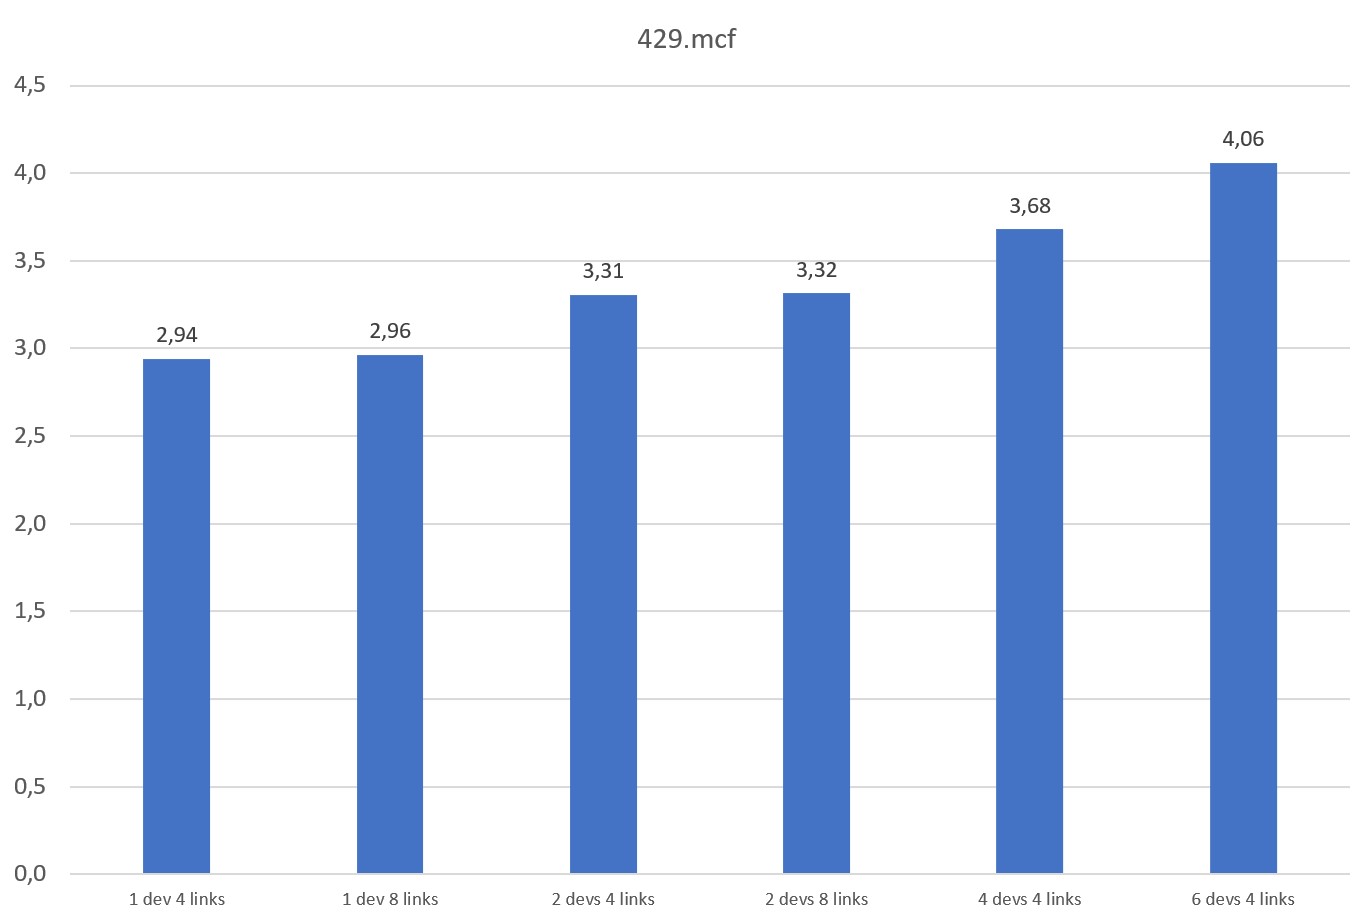 429.mcf
4,5
4,0
3,5
3,0
2,5
2,0
1,5
1,0
0,5
0,0
2,94
2,96
3,31
3,32
3,68
4,06
1 dev 4 links
1 dev 8 links
2 devs 4 links
2 devs 8 links
4 devs 4 links
6 devs 4 links